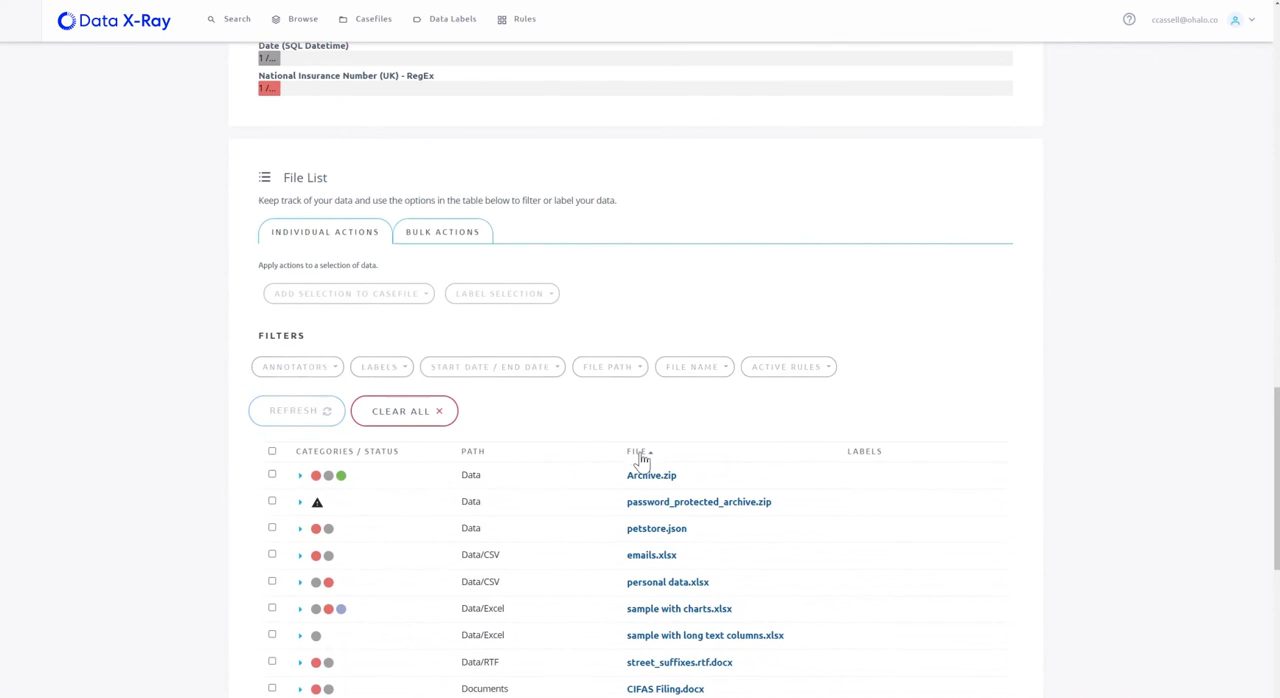 Data X-Ray Search Browse Casefiles Data Labels Rules ccassell@ohalo.co
Date (SQL Datetime)
1 /...
National Insurance Number (UK) - RegEx
1 /...
File List
Keep track of your data and use the options in the table below to filter or label your data.
INDIVIDUAL ACTIONS BULK ACTIONS
Apply actions to a selection of data.
ADD SELECTION TO CASEFILE LABEL SELECTION
FILTERS
ANNOTATORS LABELS START DATE / END DATE FILE PATH FILE NAME ACTIVE RULES
REFRESH CLEAR ALL ×
CATEGORIES / STATUS PATH FILE LABELS
Data Archive.zip
Data password_protected_archive.zip
Data petstore.json
Data/CSV emails.xlsx
Data/CSV personal data.xlsx
Data/Excel sample with charts.xlsx
Data/Excel sample with long text columns.xlsx
Data/RTF street_suffixes.rtf.docx
Documents CIFAS Filing.docx